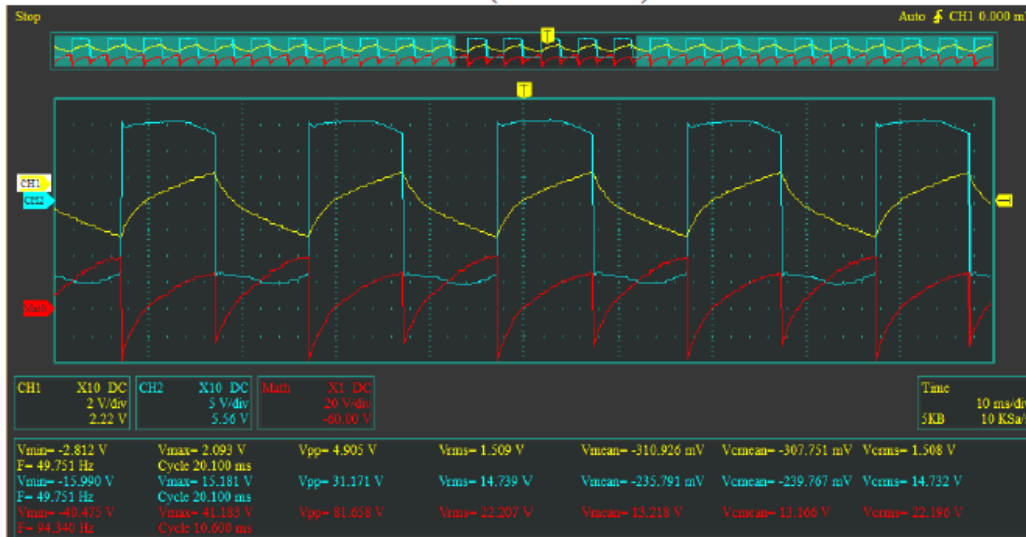 Stop Auto CH1 0.000 m
T
T
CH1
CH2
Math
CH1 X10 DC
2 V/div
2.22 V
CH2 X10 DC
5 V/div
5.56 V
Math X1 DC
20 V/div
-60.00 V
Time
10 ms/div
5KB 10 KSa/
Vmin= -2.812 V Vmax= 2.093 V Vpp= 4.905 V Vrms= 1.509 V Vmean= -310.926 mV Vcmean= -307.751 mV Vcrms= 1.508 V
F= 49.751 Hz Cycle 20.100 ms
Vmin= -15.990 V Vmax= 15.181 V Vpp= 31.171 V Vrms= 14.739 V Vmean= -235.791 mV Vcmean= -239.767 mV Vcrms= 14.732 V
F= 49.751 Hz Cycle 20.100 ms
Vmin= -40.475 V Vmax= 41.183 V Vpp= 81.658 V Vrms= 22.207 V Vmean= 13.218 V Vcmean= 13.166 V Vcrms= 22.196 V
F= 94.340 Hz Cycle 10.600 ms